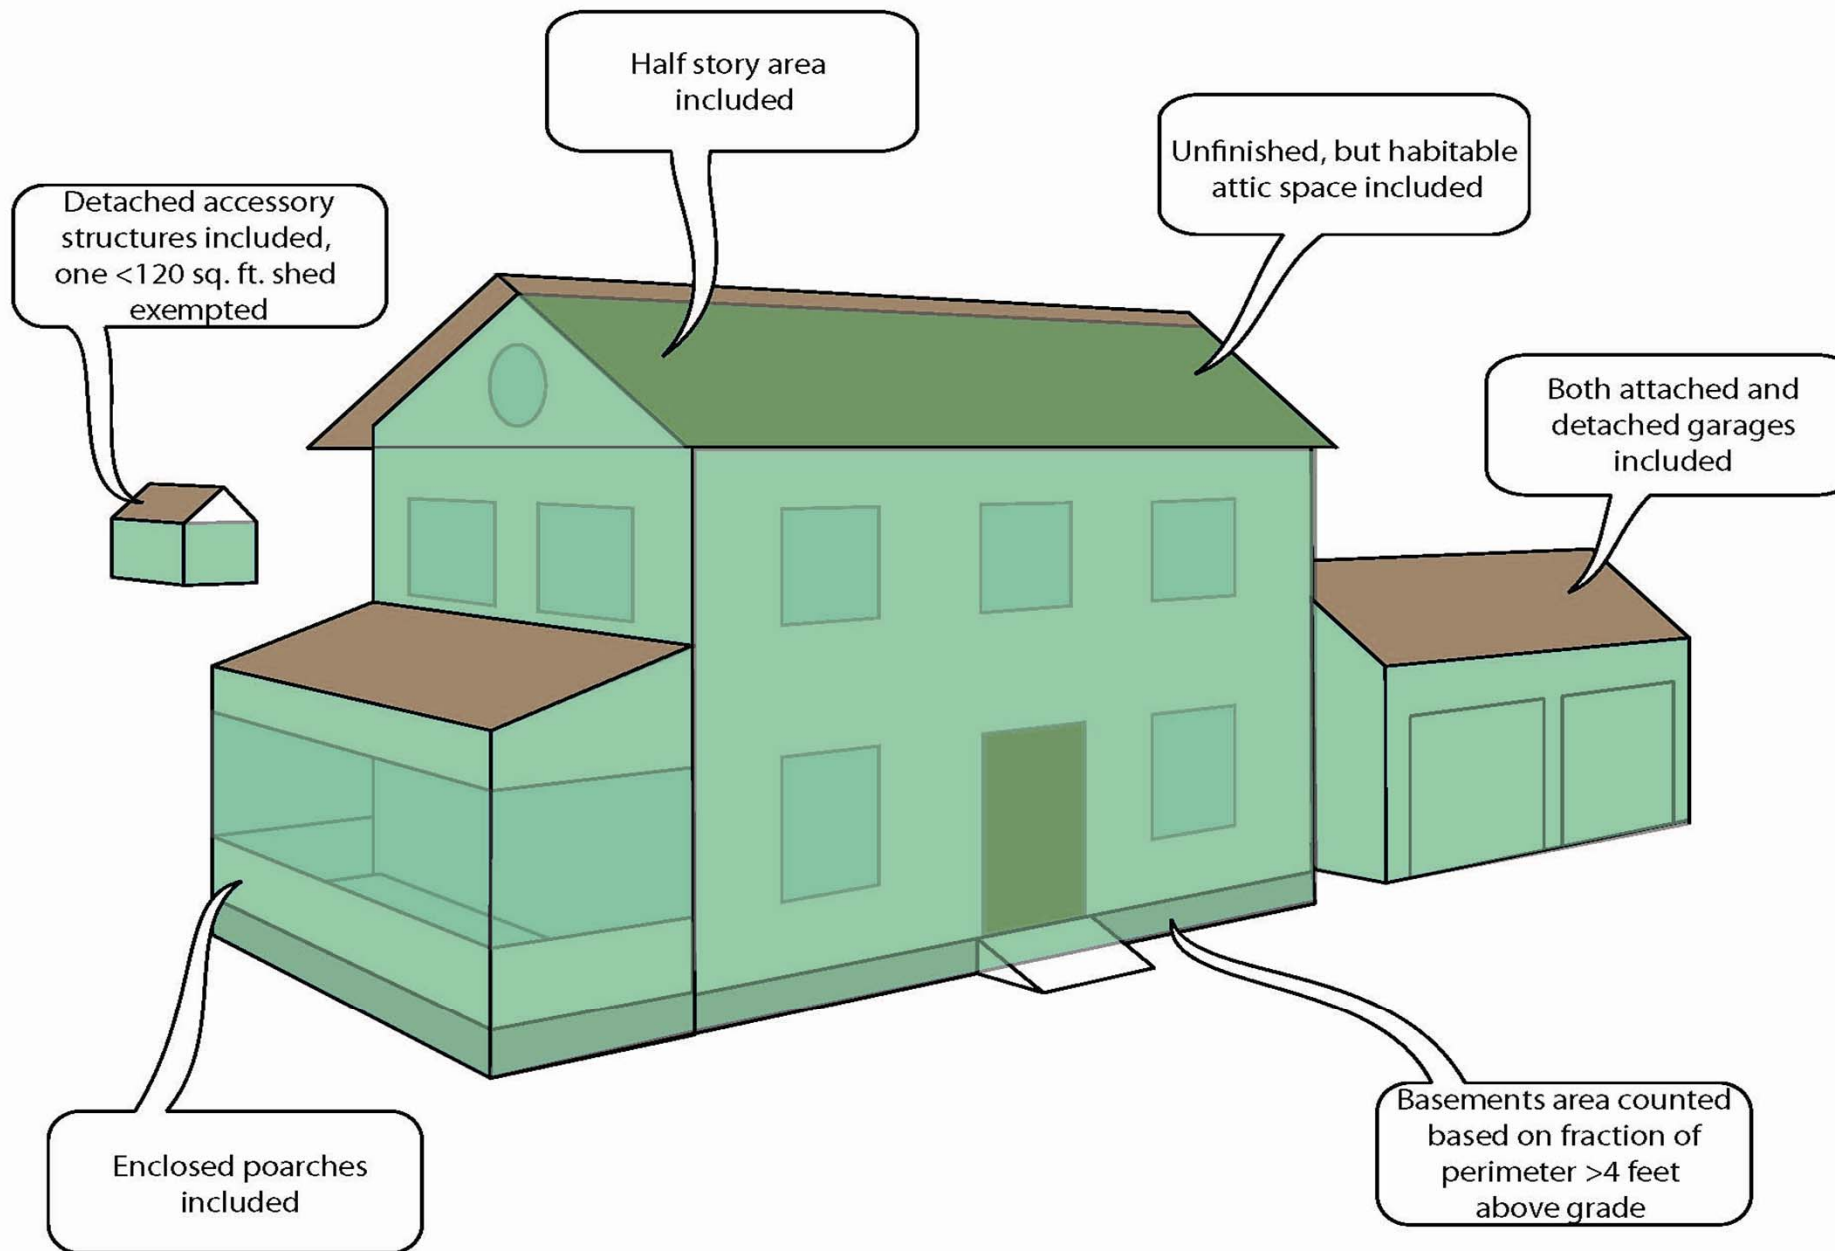 Half story area
included
Unfinished, but habitable
attic space included
Detached accessory
structures included,
one <120 sq. ft. shed
exempted
Both attached and
detached garages
included
Enclosed poarches
included
Basements area counted
based on fraction of
perimeter >4 feet
above grade